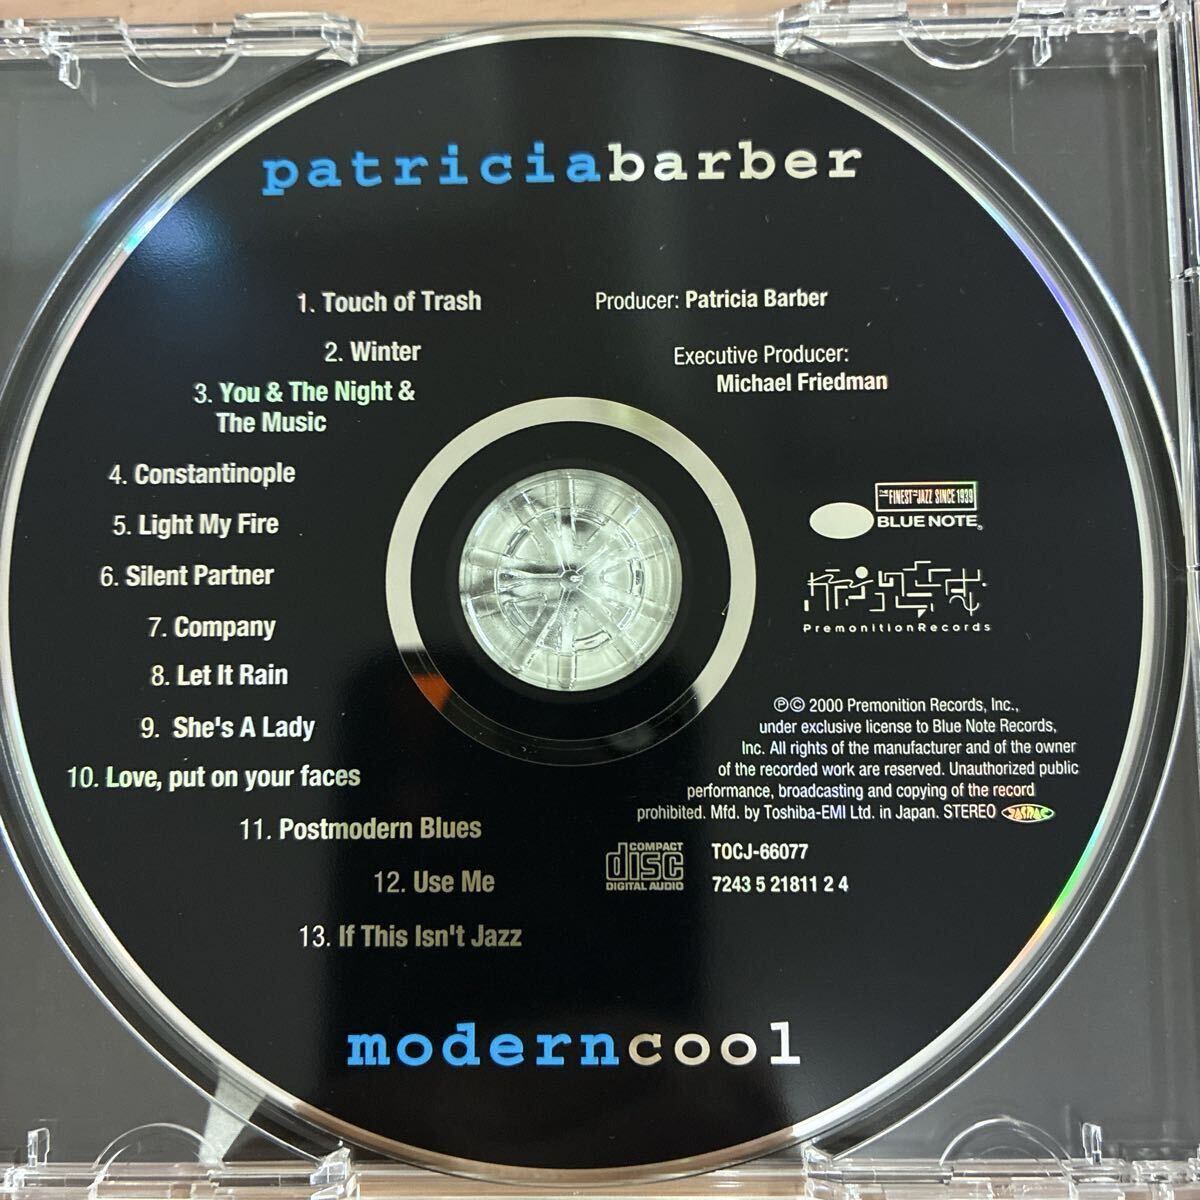 patriciabarber
1. Touch of Trash
2. Winter
3. You & The Night &
The Music
4. Constantinople
5. Light My Fire
6. Silent Partner
7. Company
8. Let It Rain
9. She's A Lady
10. Love, put on your faces
11. Postmodern Blues
12. Use Me
13. If This Isn't Jazz
Producer: Patricia Barber
Executive Producer:
Michael Friedman
THE FINEST IN JAZZ SINCE 1939
BLUE NOTE®
PremonitionRecords
℗© 2000 Premonition Records, Inc.,
under exclusive license to Blue Note Records,
Inc. All rights of the manufacturer and of the owner
of the recorded work are reserved. Unauthorized public
performance, broadcasting and copying of the record
prohibited. Mfd. by Toshiba-EMI Ltd. in Japan. STEREO JASRAC
COMPACT
disc
DIGITAL AUDIO
TOCJ-66077
7243 5 21811 2 4
moderncool